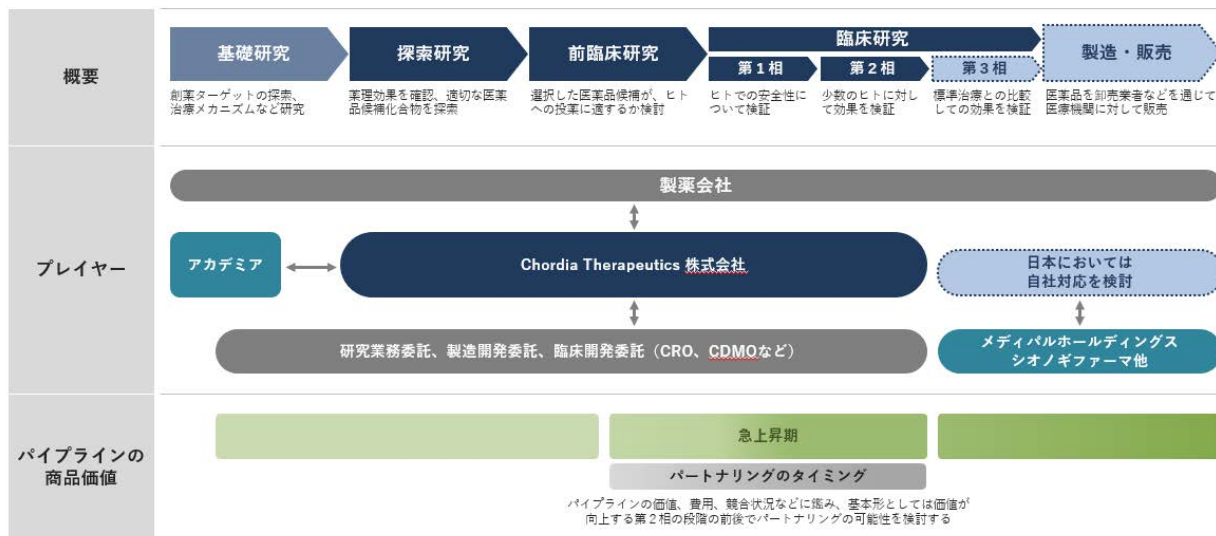 概要
基礎研究
探索研究
前臨床研究
臨床研究
製造・販売
第１相
第２相
第３相
創薬ターゲットの探索、
治療メカニズムなど研究
薬理効果を確認、適切な医薬
品候補化合物を探索
選択した医薬品候補が、ヒト
への投薬に適するか検討
ヒトでの安全性に
ついて検証
少数のヒトに対し
て効果を検証
標準治療との比較
しての効果を検証
医薬品を卸売業者などを通じて
医療機関に対して販売
プレイヤー
製薬会社
アカデミア
Chordia Therapeutics 株式会社
日本においては
自社対応を検討
研究業務委託、製造開発委託、臨床開発委託（CRO、CDMOなど）
メディパルホールディングス
シオノギファーマ他
パイプラインの
商品価値
急上昇期
パートナリングのタイミング
パイプラインの価値、費用、競合状況などに鑑み、基本形としては価値が
向上する第２相の段階の前後でパートナリングの可能性を検討する